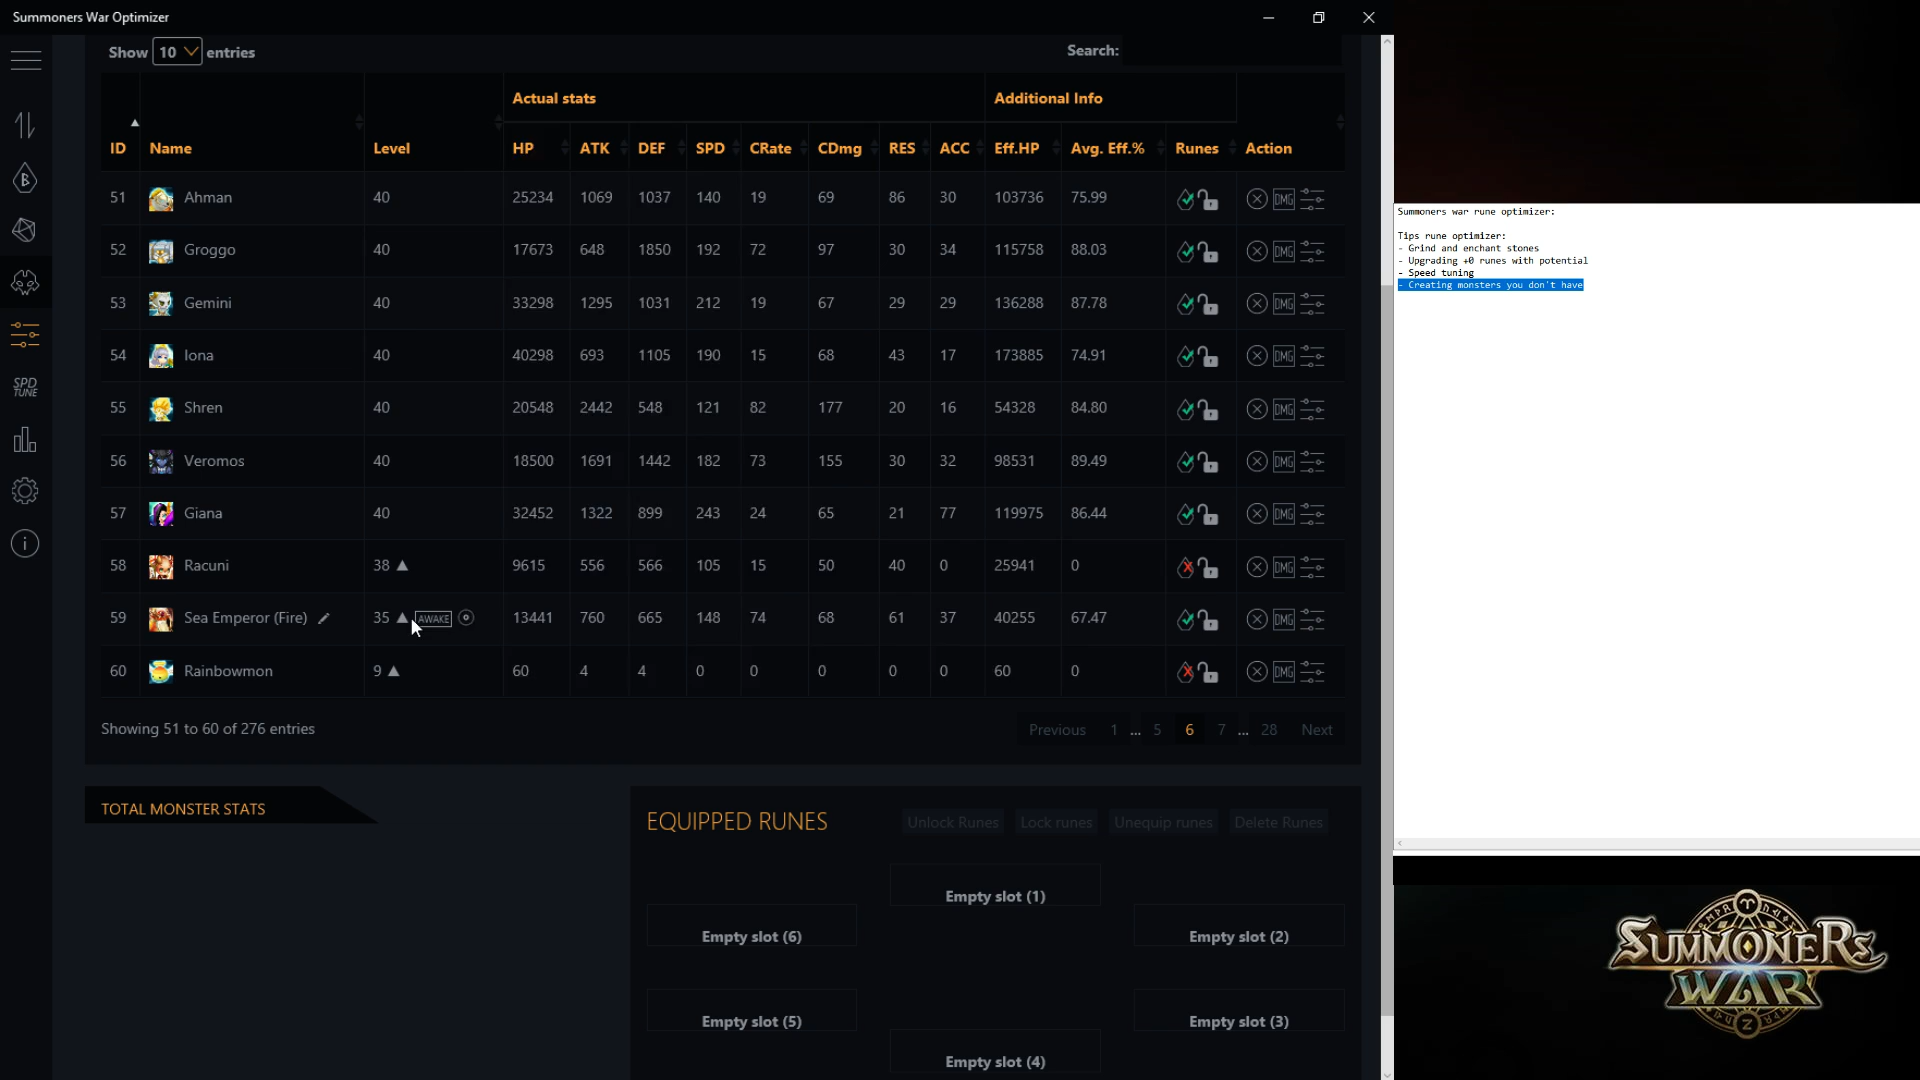 Summoners War Optimizer
Show 10 entries
Search:
Actual stats Additional Info
ID Name Level HP ATK DEF SPD CRate CDmg RES ACC Eff.HP Avg. Eff.% Runes Action
51 Ahman 40 25234 1069 1037 140 19 69 86 30 103736 75.99 DMG
52 Groggo 40 17673 648 1850 192 72 97 30 34 115758 88.03 DMG
53 Gemini 40 33298 1295 1031 212 19 67 29 29 136288 87.78 DMG
54 Iona 40 40298 693 1105 190 15 68 43 17 173885 74.91 DMG
55 Shren 40 20548 2442 548 121 82 177 20 16 54328 84.80 DMG
56 Veromos 40 18500 1691 1442 182 73 155 30 32 98531 89.49 DMG
57 Giana 40 32452 1322 899 243 24 65 21 77 119975 86.44 DMG
58 Racuni 38 9615 556 566 105 15 50 40 0 25941 0 DMG
59 Sea Emperor (Fire) 35 AWAKE 13441 760 665 148 74 68 61 37 40255 67.47 DMG
60 Rainbowmon 9 60 4 4 0 0 0 0 0 60 0 DMG
Showing 51 to 60 of 276 entries
Previous 1 ... 5 6 7 ... 28 Next
SPD
TUNE
TOTAL MONSTER STATS
EQUIPPED RUNES
Unlock Runes Lock runes Unequip runes Delete Runes
Empty slot (1)
Empty slot (6)
Empty slot (2)
Empty slot (5)
Empty slot (3)
Empty slot (4)
Summoners war rune optimizer:
Tips rune optimizer:
- Grind and enchant stones
- Upgrading +0 runes with potential
- Speed tuning
- Creating monsters you don't have
SUMMONERS
WAR